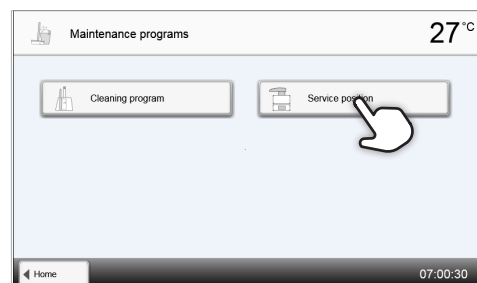 Maintenance programs
27°C
Cleaning program
Service position
Home
07:00:30